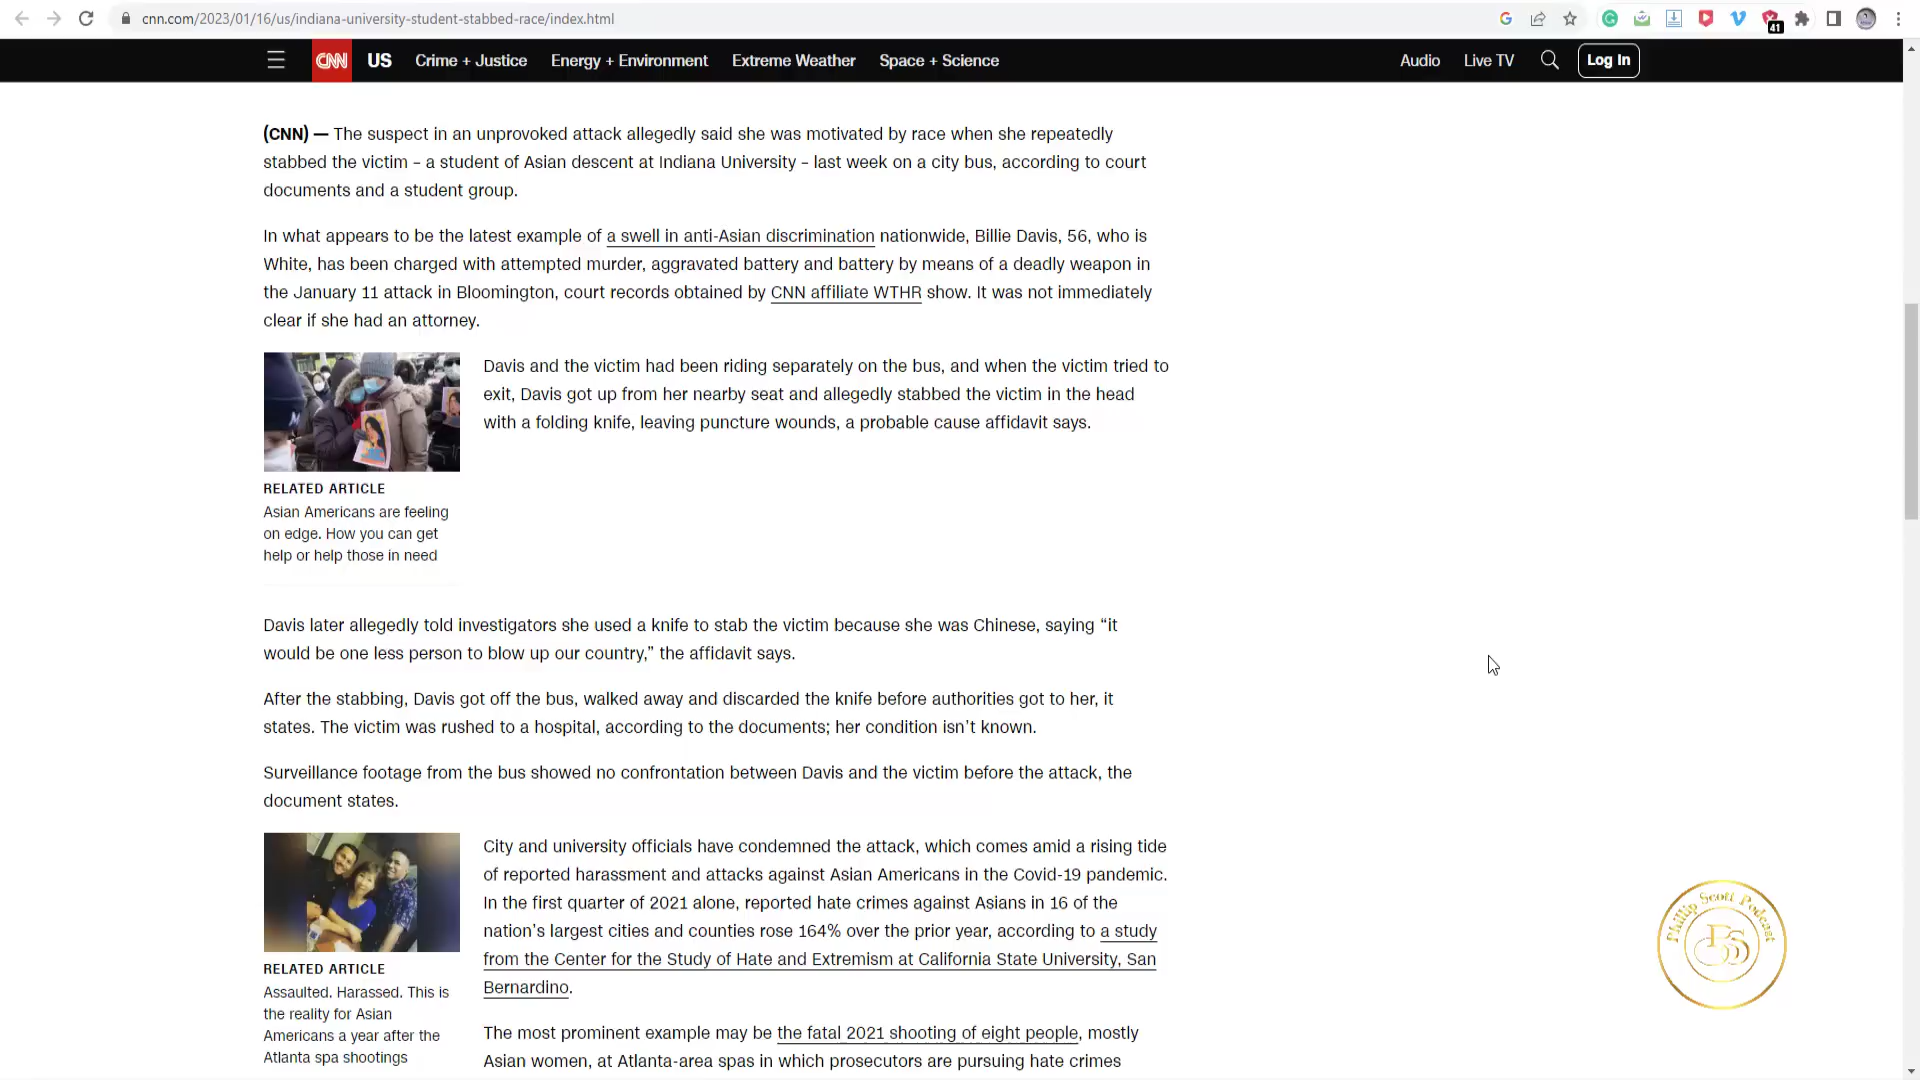 cnn.com/2023/01/16/us/indiana-university-student-stabbed-race/index.html
41
CNN US Crime + Justice Energy + Environment Extreme Weather Space + Science Audio Live TV Log In
(CNN) — The suspect in an unprovoked attack allegedly said she was motivated by race when she repeatedly
stabbed the victim – a student of Asian descent at Indiana University – last week on a city bus, according to court
documents and a student group.
In what appears to be the latest example of a swell in anti-Asian discrimination nationwide, Billie Davis, 56, who is
White, has been charged with attempted murder, aggravated battery and battery by means of a deadly weapon in
the January 11 attack in Bloomington, court records obtained by CNN affiliate WTHR show. It was not immediately
clear if she had an attorney.
Davis and the victim had been riding separately on the bus, and when the victim tried to
exit, Davis got up from her nearby seat and allegedly stabbed the victim in the head
with a folding knife, leaving puncture wounds, a probable cause affidavit says.
RELATED ARTICLE
Asian Americans are feeling
on edge. How you can get
help or help those in need
Davis later allegedly told investigators she used a knife to stab the victim because she was Chinese, saying “it
would be one less person to blow up our country,” the affidavit says.
After the stabbing, Davis got off the bus, walked away and discarded the knife before authorities got to her, it
states. The victim was rushed to a hospital, according to the documents; her condition isn’t known.
Surveillance footage from the bus showed no confrontation between Davis and the victim before the attack, the
document states.
City and university officials have condemned the attack, which comes amid a rising tide
of reported harassment and attacks against Asian Americans in the Covid-19 pandemic.
In the first quarter of 2021 alone, reported hate crimes against Asians in 16 of the
nation’s largest cities and counties rose 164% over the prior year, according to a study
from the Center for the Study of Hate and Extremism at California State University, San
Bernardino.
RELATED ARTICLE
Assaulted. Harassed. This is
the reality for Asian
Americans a year after the
Atlanta spa shootings
The most prominent example may be the fatal 2021 shooting of eight people, mostly
Asian women, at Atlanta-area spas in which prosecutors are pursuing hate crimes
Phillip Scott Podcast
PSS